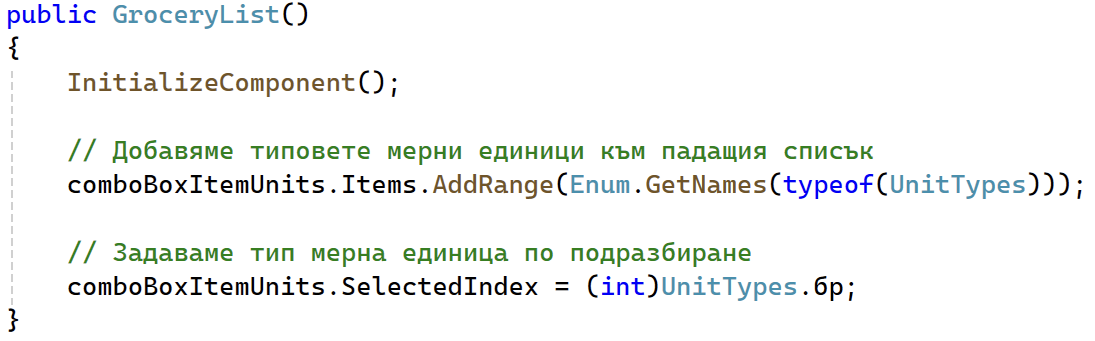 public GroceryList()
{
    InitializeComponent();

    // Добавяме типовете мерни единици към падащия списък
    comboBoxItemUnits.Items.AddRange(Enum.GetNames(typeof(UnitTypes)));

    // Задаваме тип мерна единица по подразбиране
    comboBoxItemUnits.SelectedIndex = (int)UnitTypes.бр;
}